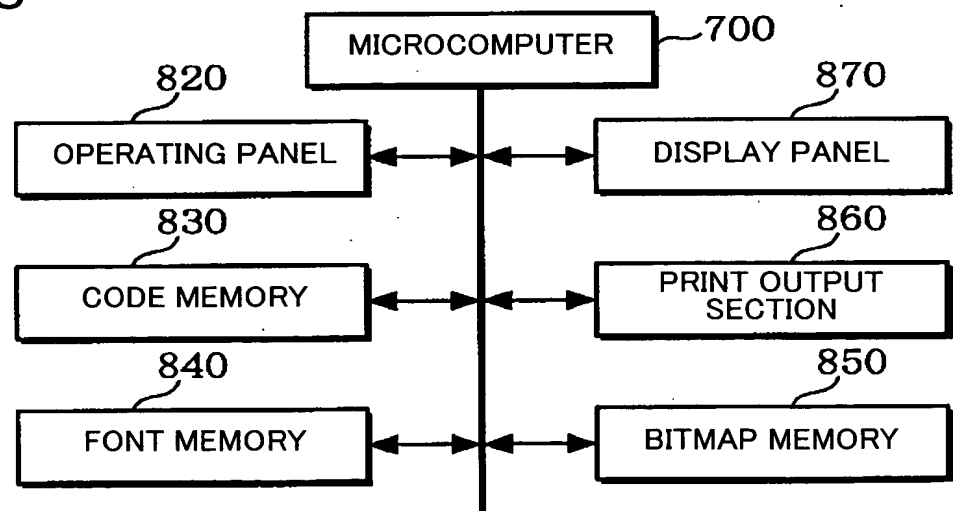 MICROCOMPUTER 700
820 870
OPERATING PANEL DISPLAY PANEL
830 860
CODE MEMORY PRINT OUTPUT
SECTION
840 850
FONT MEMORY BITMAP MEMORY